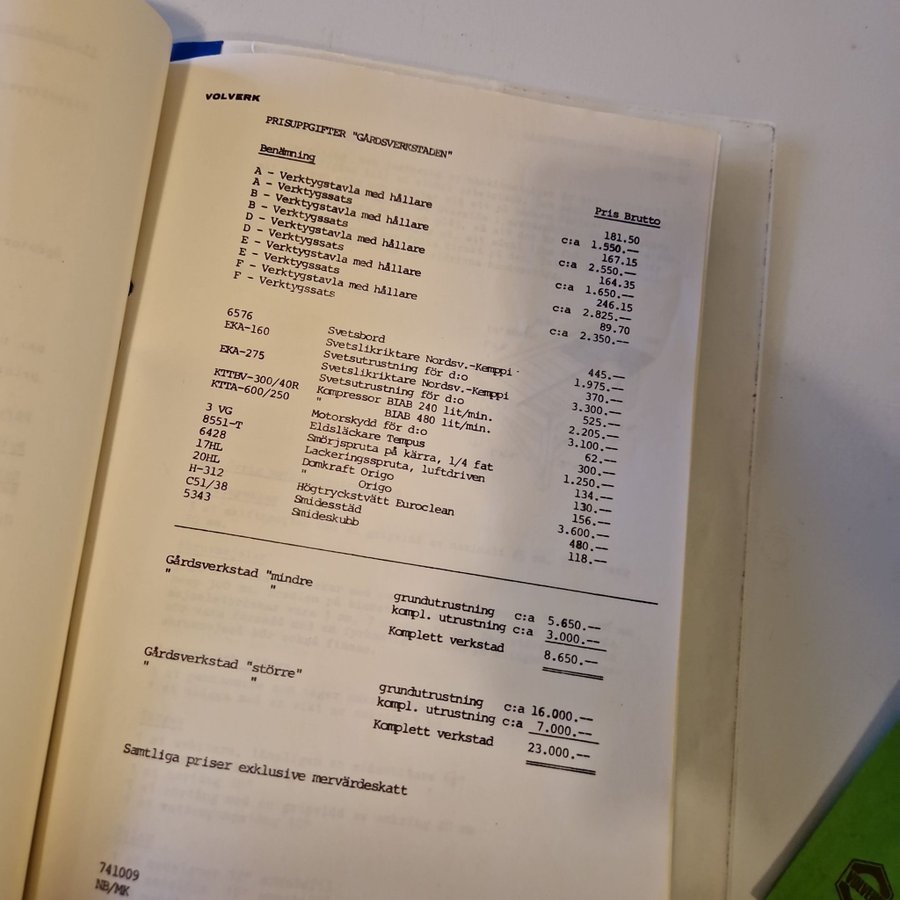 VOLVERK
PRISUPPGIFTER "GÅRDSVERKSTADEN"
Benämning Pris Brutto
A - Verktygstavla med hållare 181.50
A - Verktygssats c:a 1.550.—
B - Verktygstavla med hållare 167.15
B - Verktygssats c:a 2.550.—
D - Verktygstavla med hållare 164.35
D - Verktygssats c:a 1.650.—
E - Verktygstavla med hållare 246.15
E - Verktygssats c:a 2.825.—
F - Verktygstavla med hållare 89.70
F - Verktygssats c:a 2.350.—
6576 Svetsbord 445.—
EKA-160 Svetslikriktare Nordsv.-Kemppi 1.975.—
Svetsutrustning för d:o 370.—
EKA-275 Svetslikriktare Nordsv.-Kemppi 3.300.—
Svetsutrustning för d:o 525.—
KTTBV-300/40R Kompressor BIAB 240 lit/min. 2.205.—
KTTA-600/250 " BIAB 480 lit/min. 3.100.—
Motorskydd för d:o 62.—
3 VG Eldsläckare Tempus 300.—
8551-T Smörjspruta på kärra, 1/4 fat 1.250.—
6428 Lackeringsspruta, luftdriven 134.—
17HL Domkraft Origo 130.—
20HL " Origo 156.—
H-312 Högtryckstvätt Euroclean 3.600.—
C51/38 Smidesstäd 480.—
5343 Smideskubb 118.—
Gårdsverkstad "mindre grundutrustning c:a 5.650.—
" " kompl. utrustning c:a 3.000.—
Komplett verkstad 8.650.—
Gårdsverkstad "större" grundutrustning c:a 16.000.—
" " kompl. utrustning c:a 7.000.—
Komplett verkstad 23.000.—
Samtliga priser exklusive mervärdeskatt
741009
NB/MK